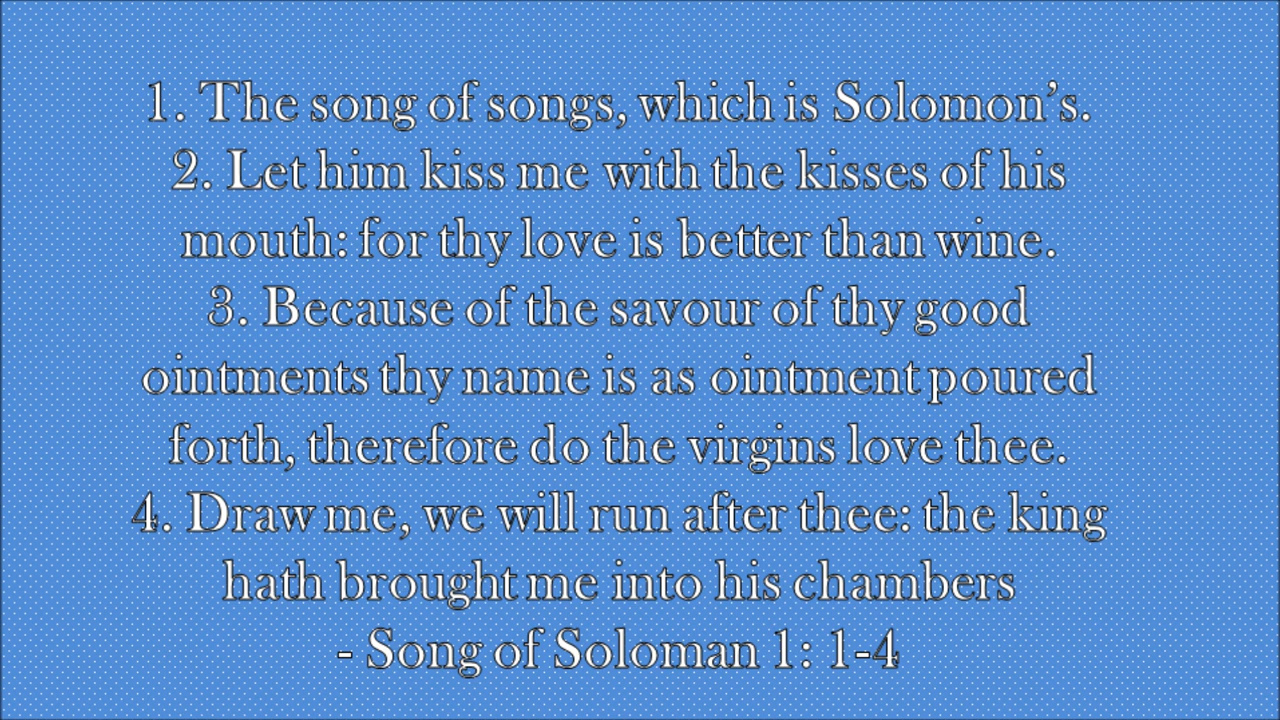 1. The song of songs, which is Solomon’s.
2. Let him kiss me with the kisses of his
mouth: for thy love is better than wine.
3. Because of the savour of thy good
ointments thy name is as ointment poured
forth, therefore do the virgins love thee.
4. Draw me, we will run after thee: the king
hath brought me into his chambers
- Song of Soloman 1: 1-4